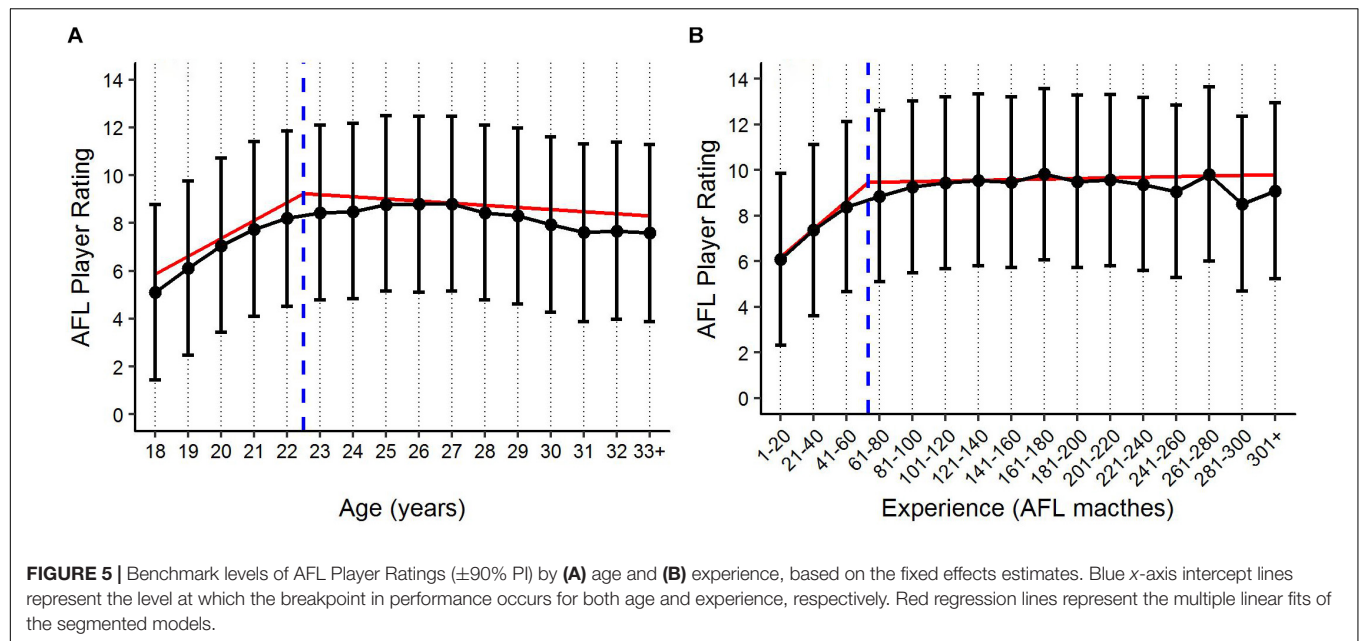 A
AFL Player Rating
14
12
10
8
6
4
2
0
18 19 20 21 22 23 24 25 26 27 28 29 30 31 32 33+
Age (years)
B
AFL Player Rating
14
12
10
8
6
4
2
0
1-20 21-40 41-60 61-80 81-100 101-120 121-140 141-160 161-180 181-200 201-220 221-240 241-260 261-280 281-300 301+
Experience (AFL macthes)
FIGURE 5 | Benchmark levels of AFL Player Ratings (±90% PI) by (A) age and (B) experience, based on the fixed effects estimates. Blue x-axis intercept lines
represent the level at which the breakpoint in performance occurs for both age and experience, respectively. Red regression lines represent the multiple linear fits of
the segmented models.